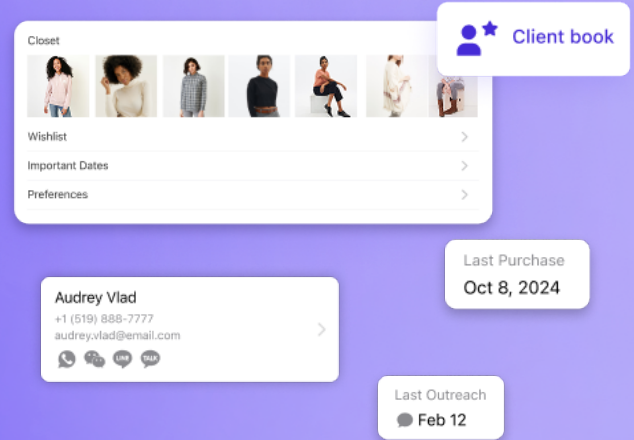 Client book
Closet
Wishlist
Important Dates
Preferences
Last Purchase
Oct 8, 2024
Audrey Vlad
+1 (519) 888-7777
audrey.vlad@email.com
LINE
TALK
Last Outreach
Feb 12